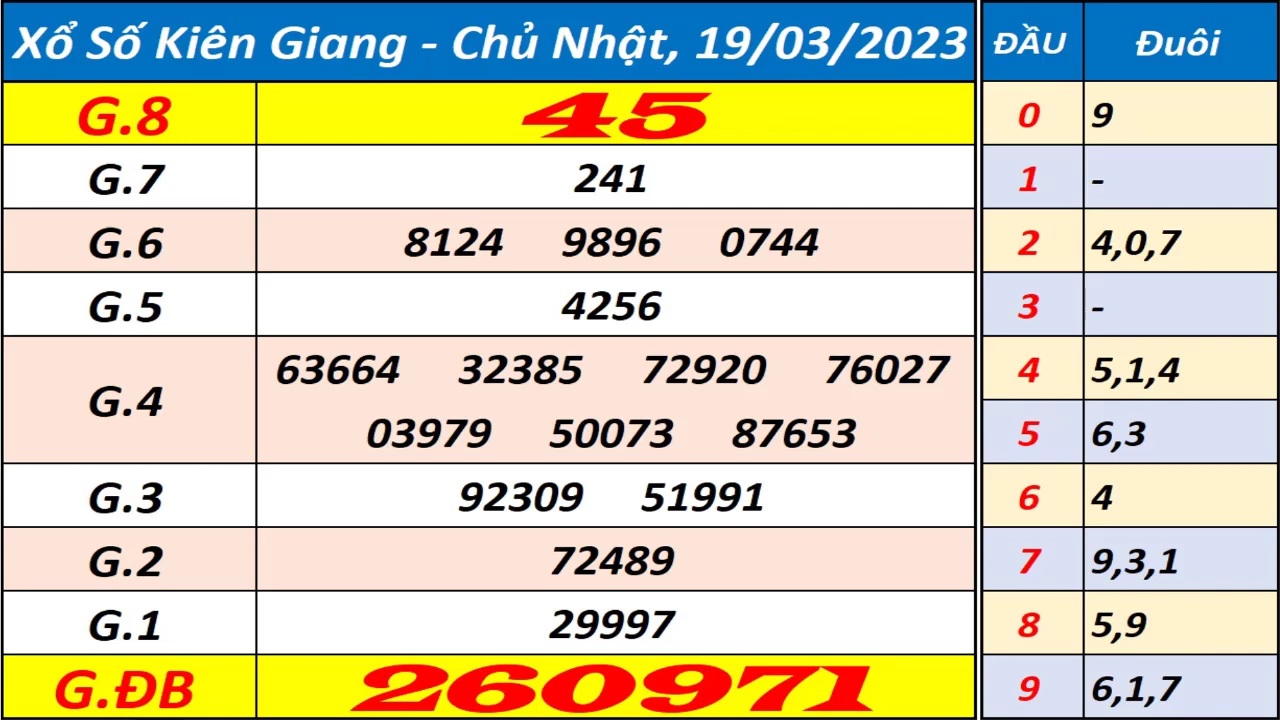 Xổ Số Kiên Giang - Chủ Nhật, 19/03/2023
G.8 45
G.7 241
G.6 8124 9896 0744
G.5 4256
G.4 63664 32385 72920 76027
03979 50073 87653
G.3 92309 51991
G.2 72489
G.1 29997
G.ĐB 260971
ĐẦU Đuôi
0 9
1 -
2 4,0,7
3 -
4 5,1,4
5 6,3
6 4
7 9,3,1
8 5,9
9 6,1,7